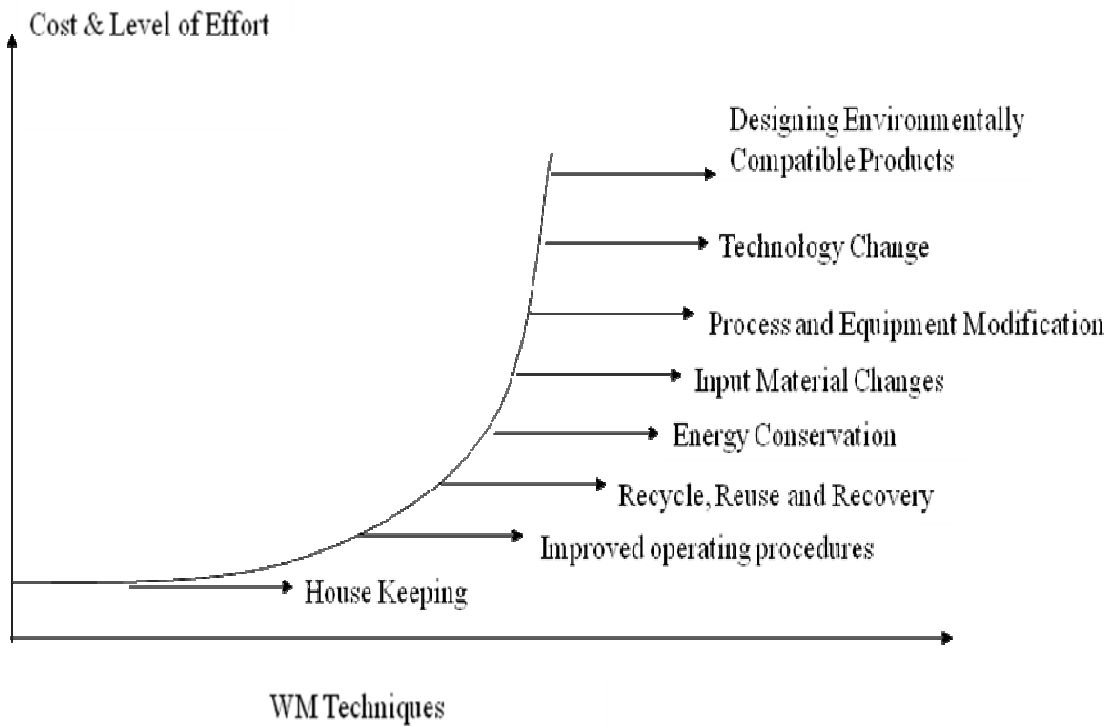 Cost & Level of Effort
Designing Environmentally
Compatible Products
Technology Change
Process and Equipment Modification
Input Material Changes
Energy Conservation
Recycle, Reuse and Recovery
Improved operating procedures
House Keeping
WM Techniques